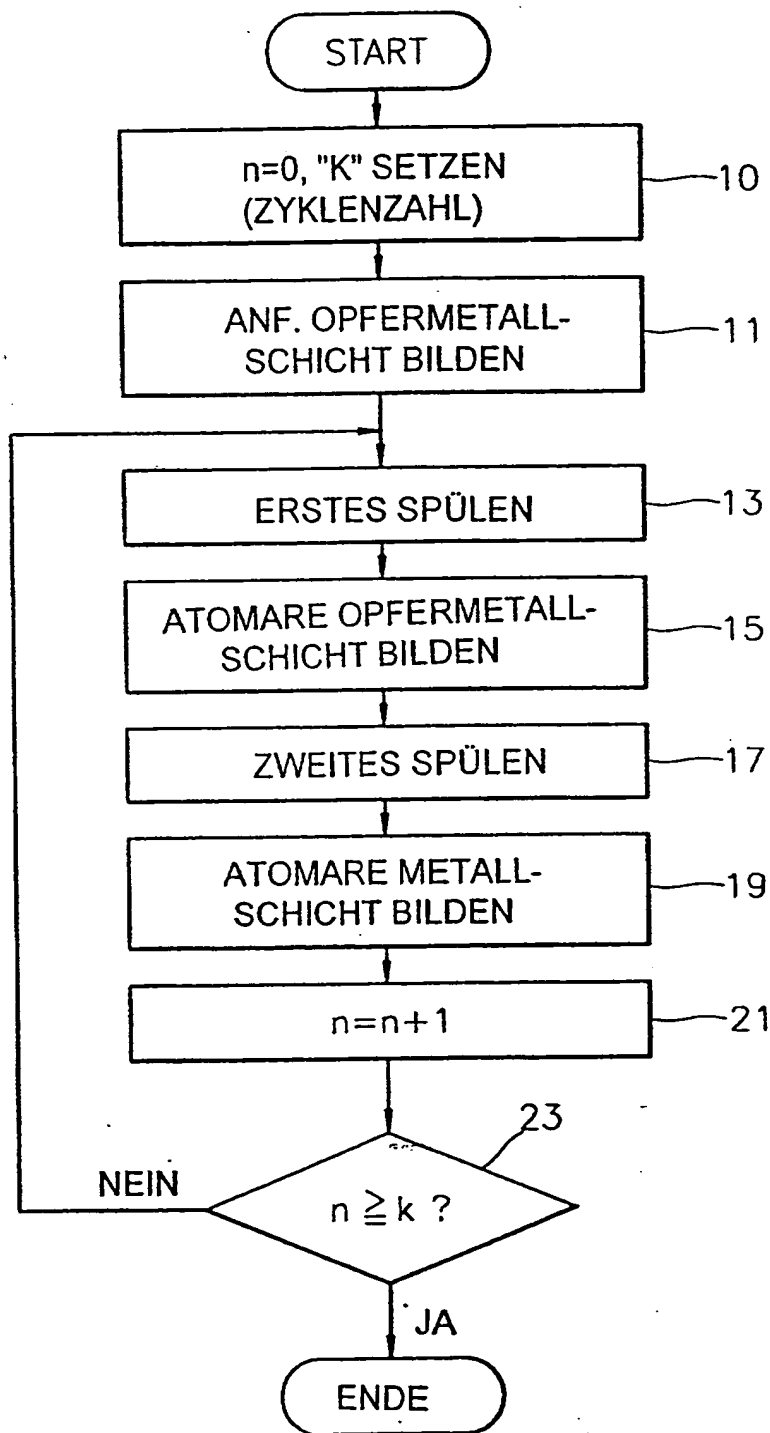 START
n=0, "K" SETZEN
(ZYKLENZAHL)
10
ANF. OPFERMETALL-
SCHICHT BILDEN
11
ERSTES SPÜLEN
13
ATOMARE OPFERMETALL-
SCHICHT BILDEN
15
ZWEITES SPÜLEN
17
ATOMARE METALL-
SCHICHT BILDEN
19
n=n+1
21
23
NEIN
n ≧ k ?
JA
ENDE